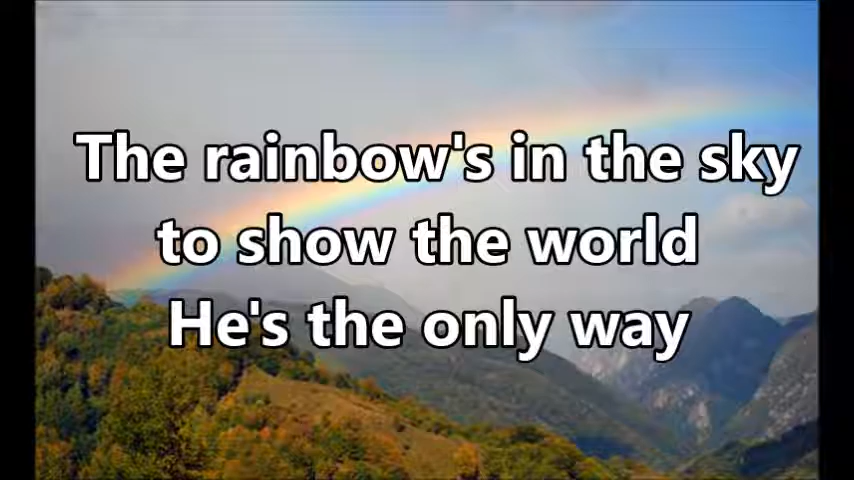 The rainbow's in the sky
to show the world
He's the only way